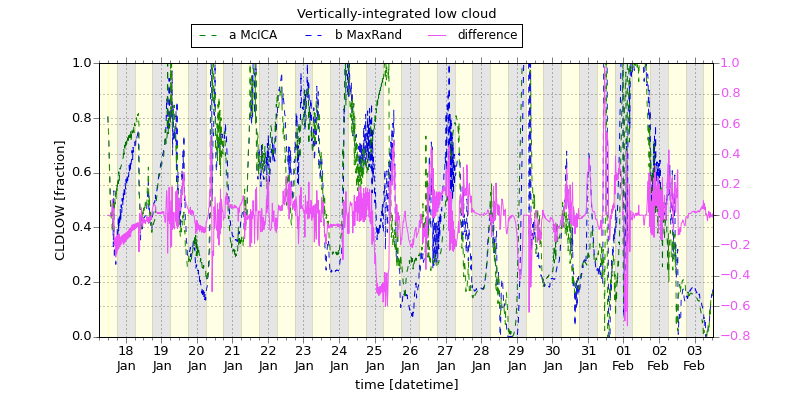 Vertically-integrated low cloud
a McICA b MaxRand difference
CLDLOW [fraction]
1.0
0.8
0.6
0.4
0.2
0.0
1.0
0.8
0.6
0.4
0.2
0.0
−0.2
−0.4
−0.6
−0.8
18 19 20 21 22 23 24 25 26 27 28 29 30 31 01 02 03
Jan Jan Jan Jan Jan Jan Jan Jan Jan Jan Jan Jan Jan Jan Feb Feb Feb
time [datetime]